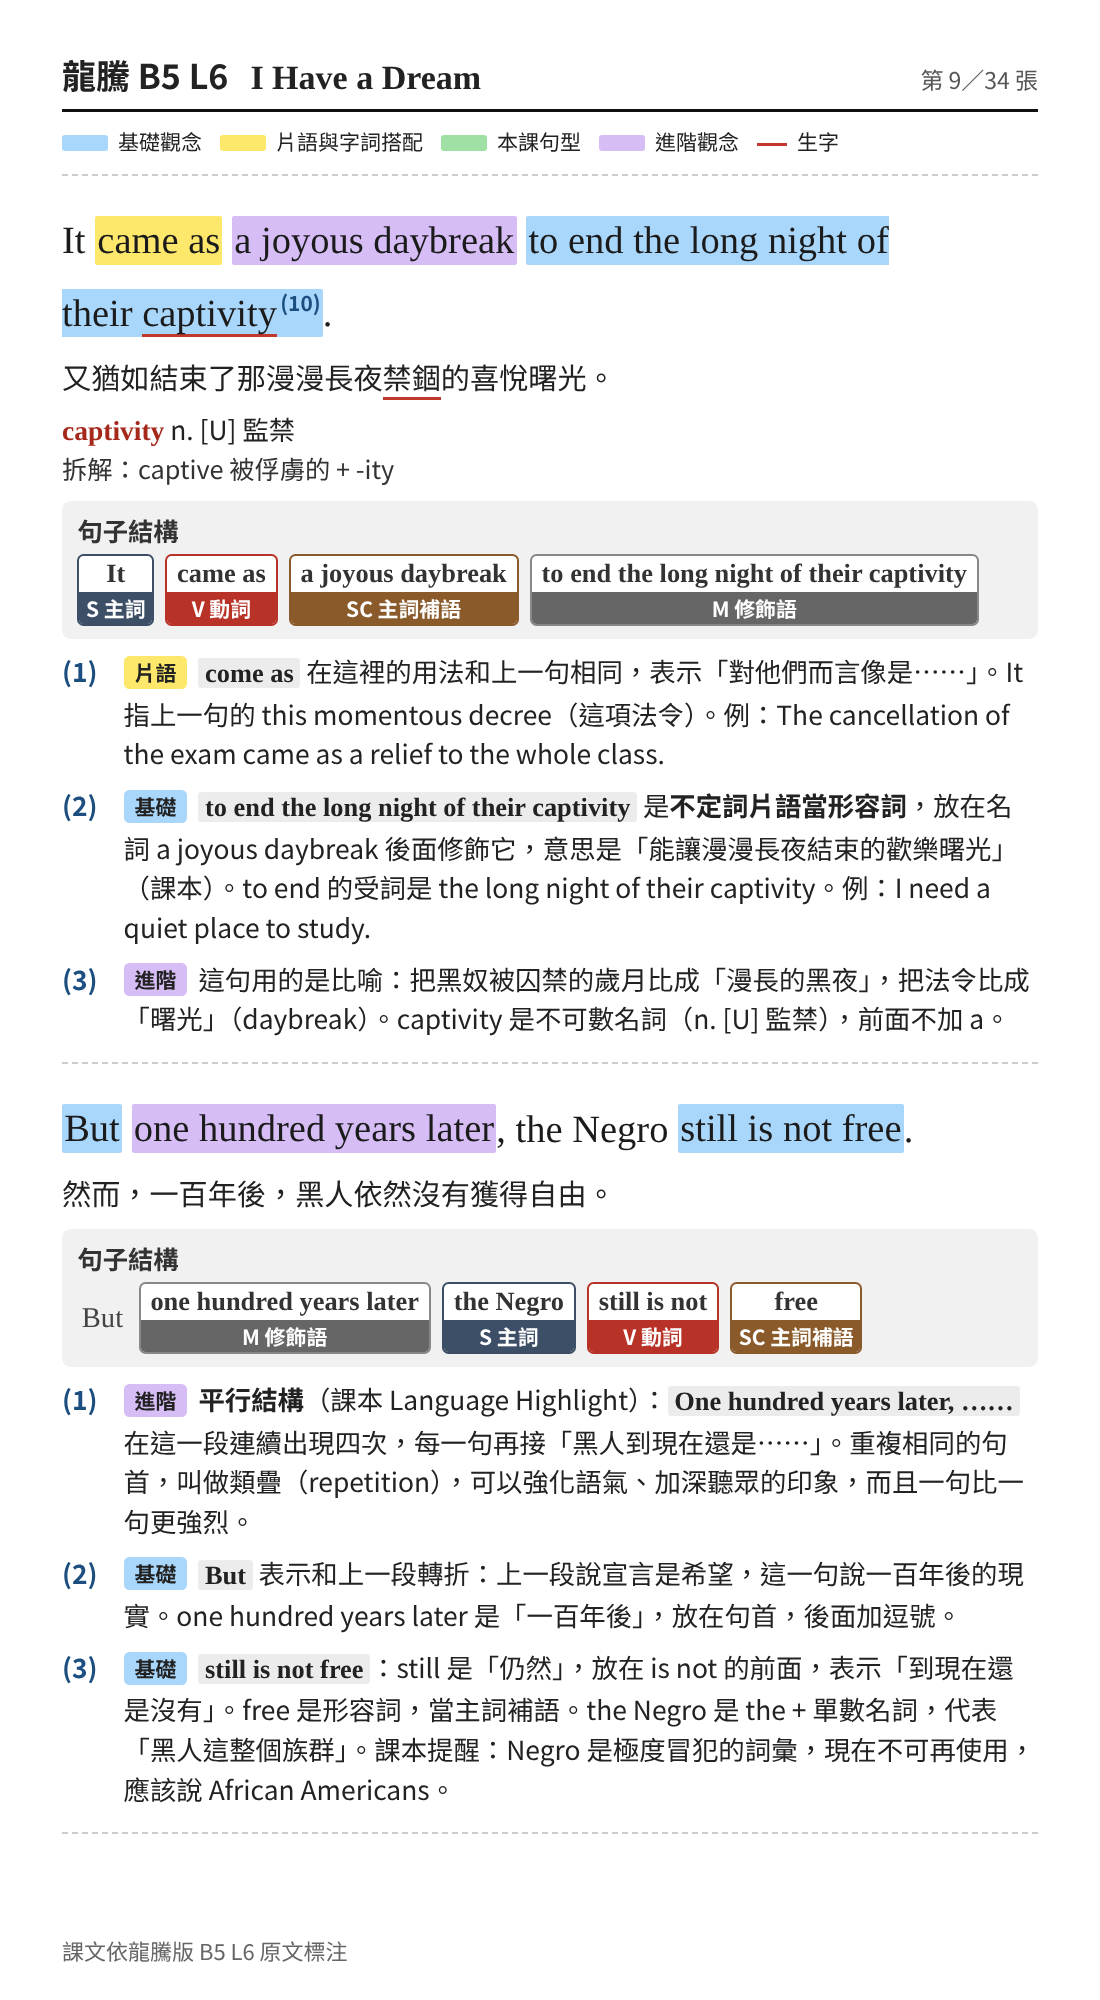 龍騰 B5 L6 I Have a Dream
第 9／34 張
基礎觀念 片語與字詞搭配 本課句型 進階觀念 生字
It came as a joyous daybreak to end the long night of
their captivity(10).
又猶如結束了那漫漫長夜禁錮的喜悅曙光。
captivity n. [U] 監禁
拆解：captive 被俘虜的 + -ity
句子結構
It came as a joyous daybreak to end the long night of their captivity
S 主詞 V 動詞 SC 主詞補語 M 修飾語
(1) 片語 come as 在這裡的用法和上一句相同，表示「對他們而言像是⋯⋯」。It
指上一句的 this momentous decree（這項法令）。例：The cancellation of
the exam came as a relief to the whole class.
(2) 基礎 to end the long night of their captivity 是不定詞片語當形容詞，放在名
詞 a joyous daybreak 後面修飾它，意思是「能讓漫漫長夜結束的歡樂曙光」
（課本）。to end 的受詞是 the long night of their captivity。例：I need a
quiet place to study.
(3) 進階 這句用的是比喻：把黑奴被囚禁的歲月比成「漫長的黑夜」，把法令比成
「曙光」（daybreak）。captivity 是不可數名詞（n. [U] 監禁），前面不加 a。
But one hundred years later, the Negro still is not free.
然而，一百年後，黑人依然沒有獲得自由。
句子結構
But one hundred years later the Negro still is not free
M 修飾語 S 主詞 V 動詞 SC 主詞補語
(1) 進階 平行結構（課本 Language Highlight）：One hundred years later, ……
在這一段連續出現四次，每一句再接「黑人到現在還是⋯⋯」。重複相同的句
首，叫做類疊（repetition），可以強化語氣、加深聽眾的印象，而且一句比一
句更強烈。
(2) 基礎 But 表示和上一段轉折：上一段說宣言是希望，這一句說一百年後的現
實。one hundred years later 是「一百年後」，放在句首，後面加逗號。
(3) 基礎 still is not free：still 是「仍然」，放在 is not 的前面，表示「到現在還
是沒有」。free 是形容詞，當主詞補語。the Negro 是 the + 單數名詞，代表
「黑人這整個族群」。課本提醒：Negro 是極度冒犯的詞彙，現在不可再使用，
應該說 African Americans。
課文依龍騰版 B5 L6 原文標注